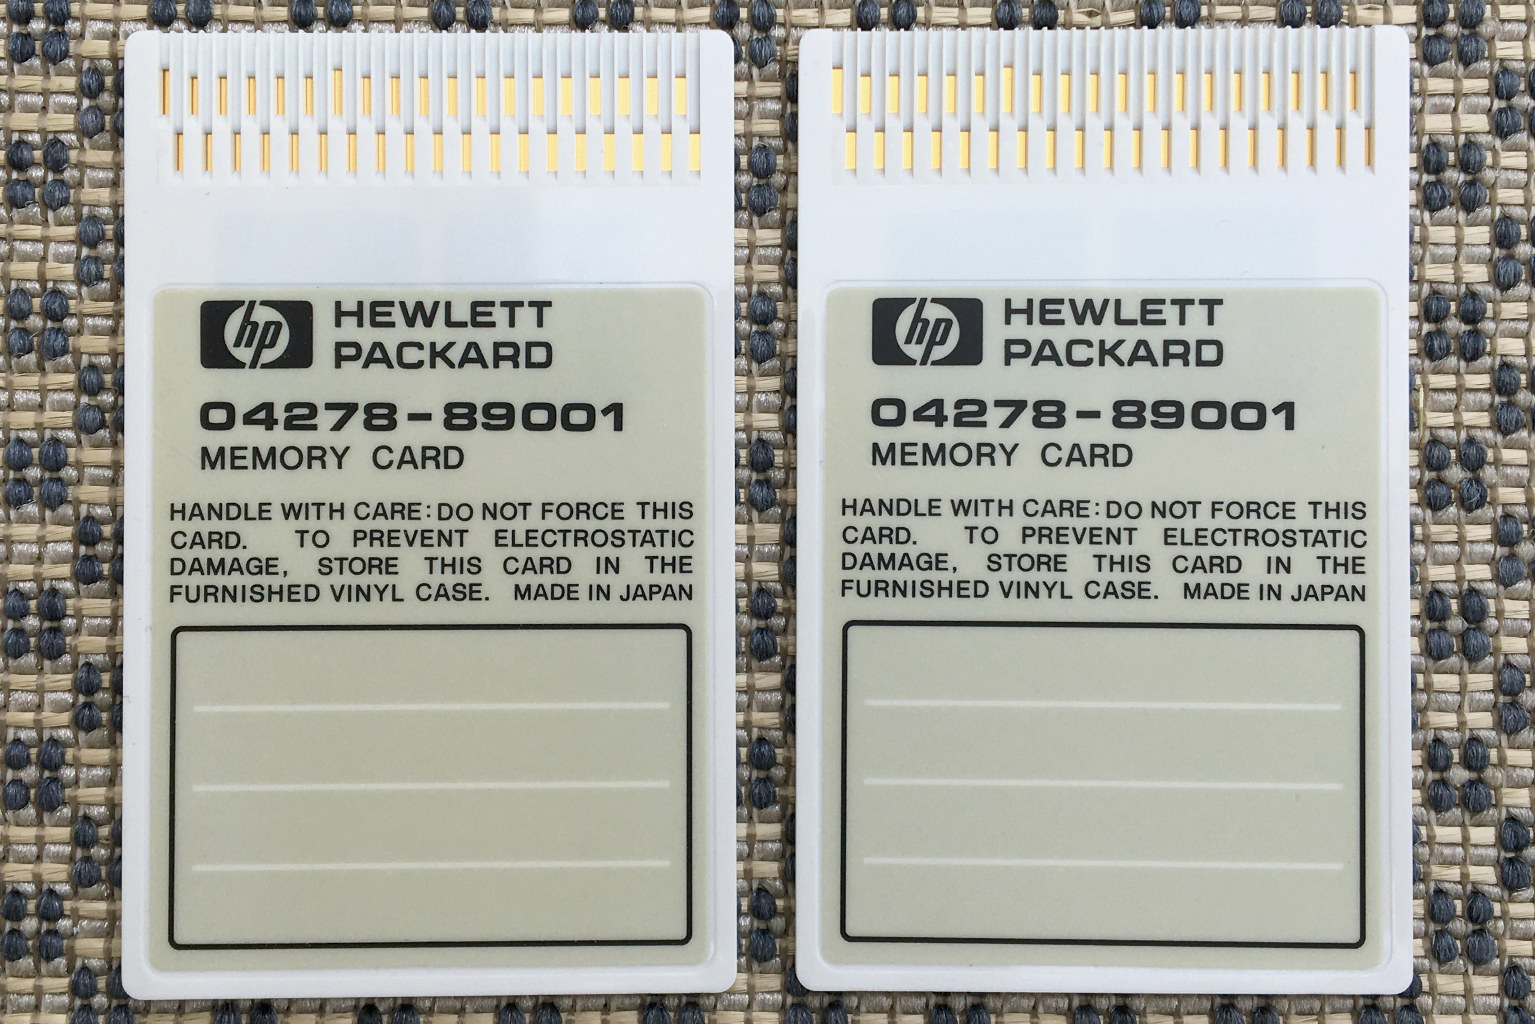 hp HEWLETT
PACKARD
04278-89001
MEMORY CARD
HANDLE WITH CARE: DO NOT FORCE THIS
CARD. TO PREVENT ELECTROSTATIC
DAMAGE, STORE THIS CARD IN THE
FURNISHED VINYL CASE. MADE IN JAPAN
hp HEWLETT
PACKARD
04278-89001
MEMORY CARD
HANDLE WITH CARE: DO NOT FORCE THIS
CARD. TO PREVENT ELECTROSTATIC
DAMAGE, STORE THIS CARD IN THE
FURNISHED VINYL CASE. MADE IN JAPAN